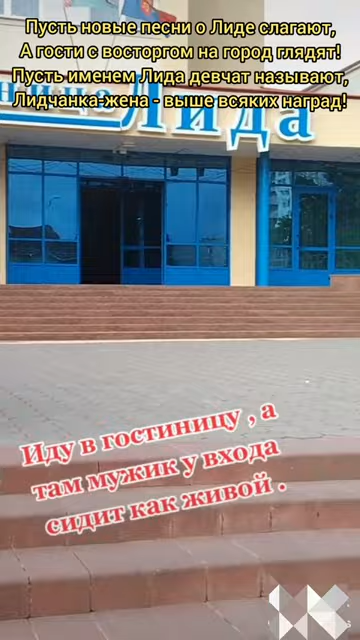 Пусть новые песни о Лиде слагают,
А гости с восторгом на город глядят!
Пусть именем Лида девчат называют,
Лидчанка-жена - выше всяких наград!
ница Лида
Иду в гостиницу , а
там мужик у входа
сидит как живой .